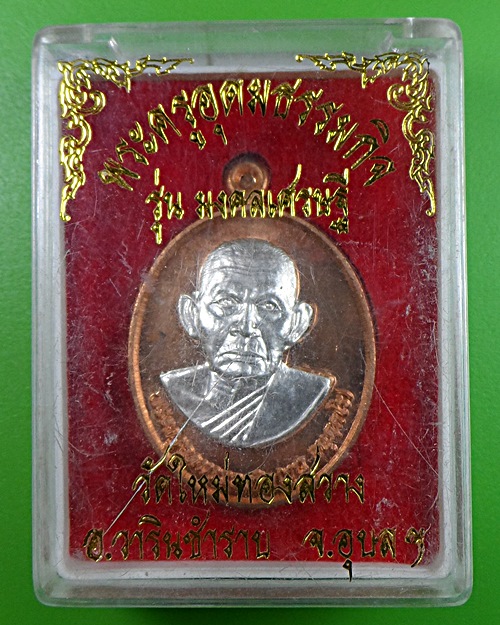 พระครูอุดมธรรมกิจ
รุ่น มงคลเศรษฐี
วัดใหม่ทองสว่าง
อ.วารินชำราบ จ.อุบล ฯ